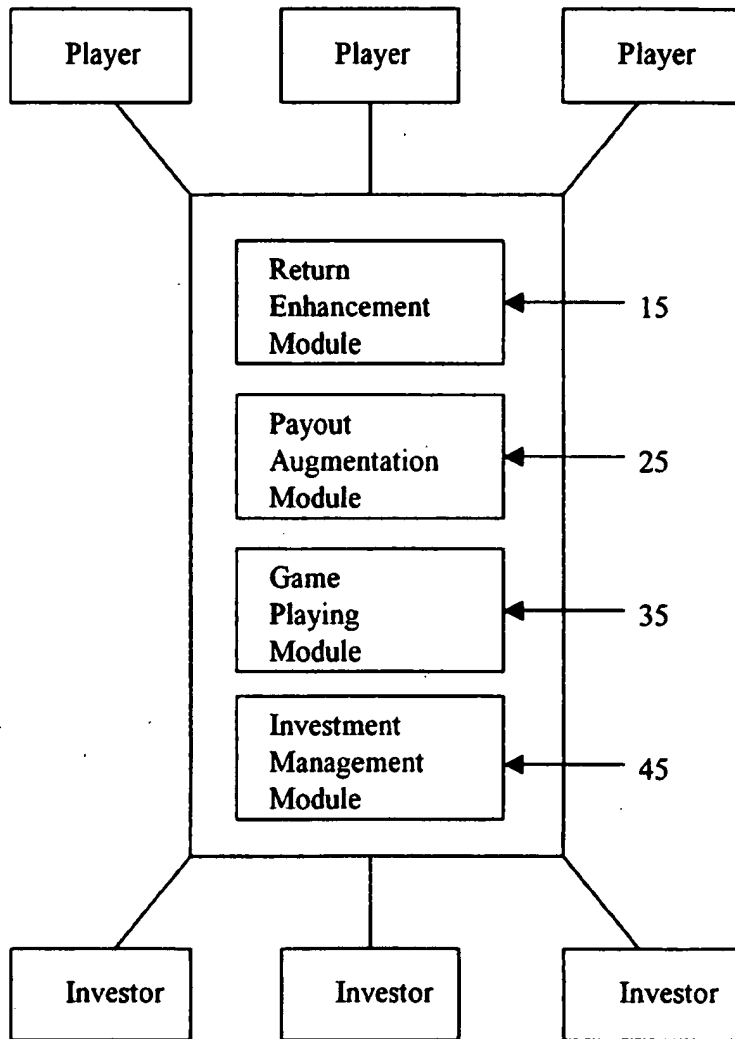 Player Player Player
Return
Enhancement
Module
15
Payout
Augmentation
Module
25
Game
Playing
Module
35
Investment
Management
Module
45
Investor Investor Investor